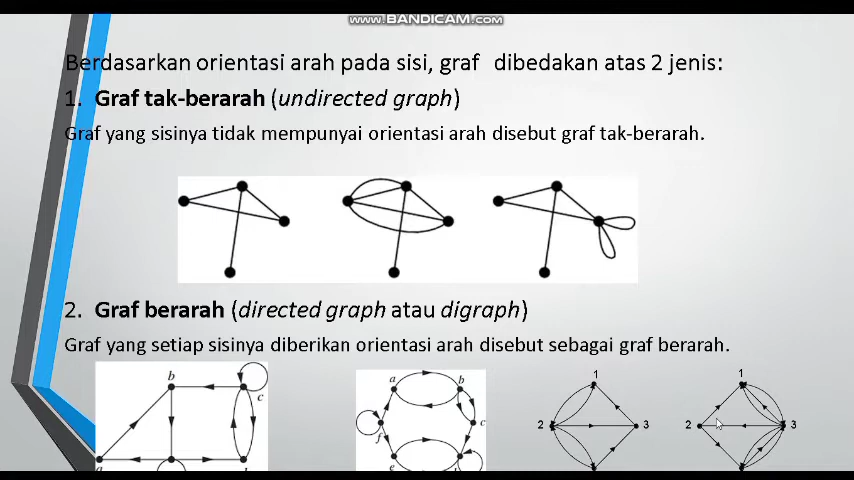 www.BANDICAM.com
Berdasarkan orientasi arah pada sisi, graf dibedakan atas 2 jenis:
1. Graf tak-berarah (undirected graph)
Graf yang sisinya tidak mempunyai orientasi arah disebut graf tak-berarah.
2. Graf berarah (directed graph atau digraph)
Graf yang setiap sisinya diberikan orientasi arah disebut sebagai graf berarah.
b
c
a
b
c
f
e
1
2
3
1
2
3